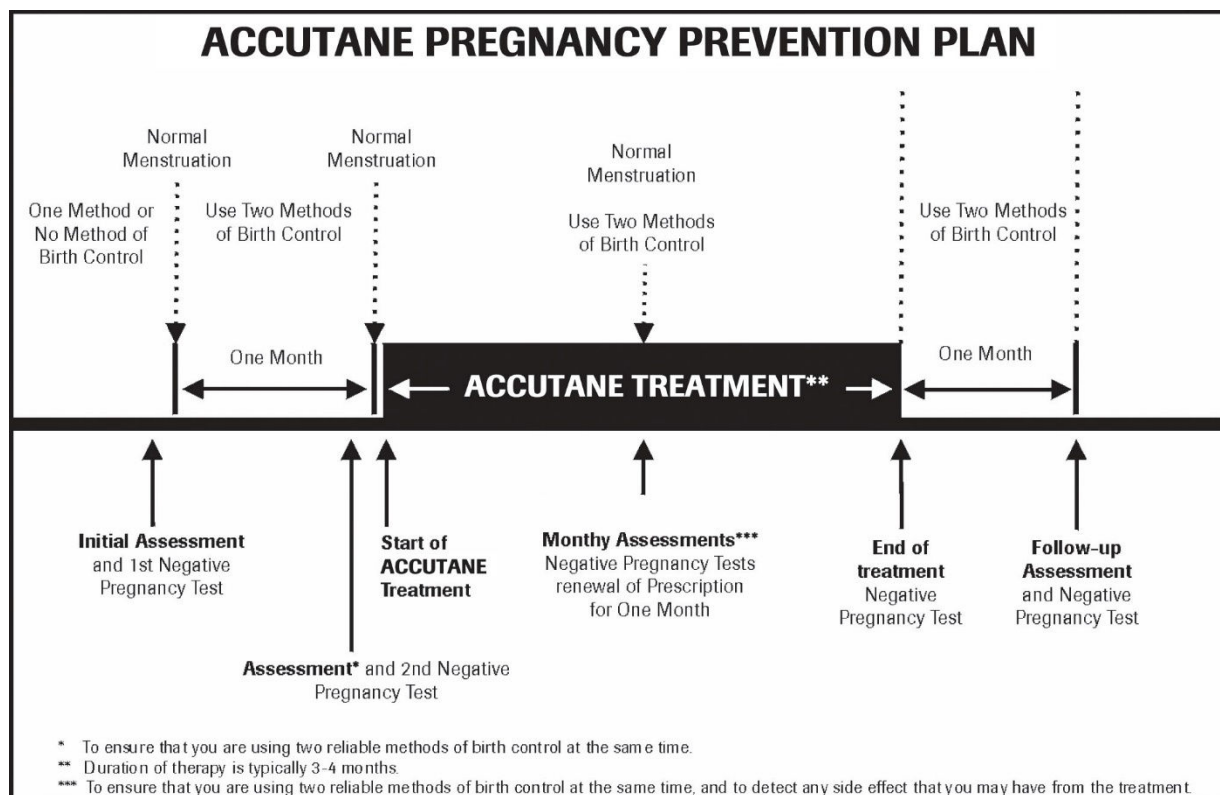 ACCUTANE PREGNANCY PREVENTION PLAN
Normal
Menstruation
Normal
Menstruation
Normal
Menstruation
One Method or
No Method of
Birth Control
Use Two Methods
of Birth Control
Use Two Methods
of Birth Control
Use Two Methods
of Birth Control
One Month
ACCUTANE TREATMENT**
One Month
Initial Assessment
and 1st Negative
Pregnancy Test
Start of
ACCUTANE
Treatment
Monthy Assessments***
Negative Pregnancy Tests
renewal of Prescription
for One Month
End of
treatment
Negative
Pregnancy Test
Follow-up
Assessment
and Negative
Pregnancy Test
Assessment* and 2nd Negative
Pregnancy Test
* To ensure that you are using two reliable methods of birth control at the same time.
** Duration of therapy is typically 3-4 months.
*** To ensure that you are using two reliable methods of birth control at the same time, and to detect any side effect that you may have from the treatment.